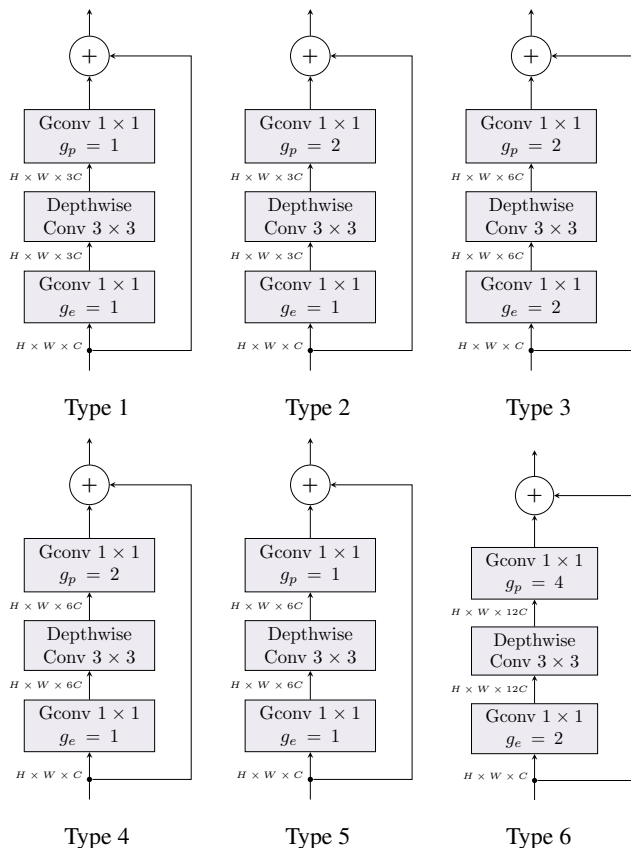 +
Gconv 1 × 1
g_p = 1
H × W × 3C
Depthwise
Conv 3 × 3
H × W × 3C
Gconv 1 × 1
g_e = 1
H × W × C
Type 1
+
Gconv 1 × 1
g_p = 2
H × W × 3C
Depthwise
Conv 3 × 3
H × W × 3C
Gconv 1 × 1
g_e = 1
H × W × C
Type 2
+
Gconv 1 × 1
g_p = 2
H × W × 6C
Depthwise
Conv 3 × 3
H × W × 6C
Gconv 1 × 1
g_e = 2
H × W × C
Type 3
+
Gconv 1 × 1
g_p = 2
H × W × 6C
Depthwise
Conv 3 × 3
H × W × 6C
Gconv 1 × 1
g_e = 1
H × W × C
Type 4
+
Gconv 1 × 1
g_p = 1
H × W × 6C
Depthwise
Conv 3 × 3
H × W × 6C
Gconv 1 × 1
g_e = 1
H × W × C
Type 5
+
Gconv 1 × 1
g_p = 4
H × W × 12C
Depthwise
Conv 3 × 3
H × W × 12C
Gconv 1 × 1
g_e = 2
H × W × C
Type 6